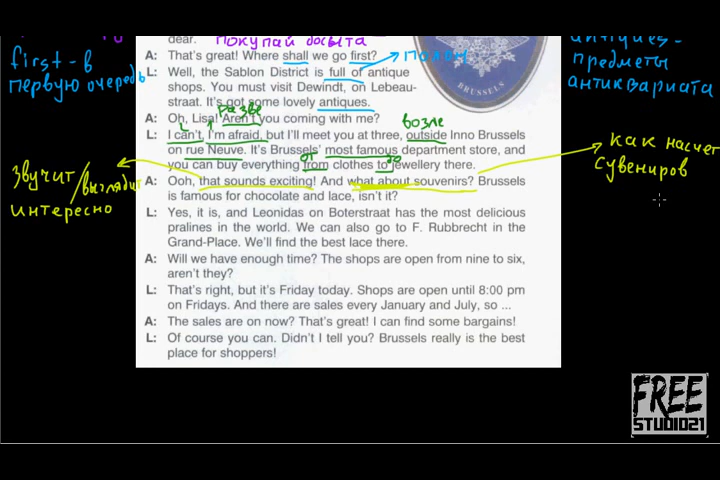 dear. покупай досыта
A: That's great! Where shall we go first?
полон
first - в
первую очередь
antiques -
предметы
антиквариата
L: Well, the Sablon District is full of antique
shops. You must visit Dewindt, on Lebeau-
straat. It's got some lovely antiques.
разве
A: Oh, Lisa! Aren't you coming with me?
возле
L: I can't, I'm afraid, but I'll meet you at three, outside Inno Brussels
on rue Neuve. It's Brussels' most famous department store, and
от до
you can buy everything from clothes to jewellery there.
A: Ooh, that sounds exciting! And what about souvenirs? Brussels
is famous for chocolate and lace, isn't it?
звучит/выглядит
интересно
как насчет
сувениров
L: Yes, it is, and Leonidas on Boterstraat has the most delicious
pralines in the world. We can also go to F. Rubbrecht in the
Grand-Place. We'll find the best lace there.
A: Will we have enough time? The shops are open from nine to six,
aren't they?
L: That's right, but it's Friday today. Shops are open until 8:00 pm
on Fridays. And there are sales every January and July, so ...
A: The sales are on now? That's great! I can find some bargains!
L: Of course you can. Didn't I tell you? Brussels really is the best
place for shoppers!
BRUSSELS
FREE
STUDIO21